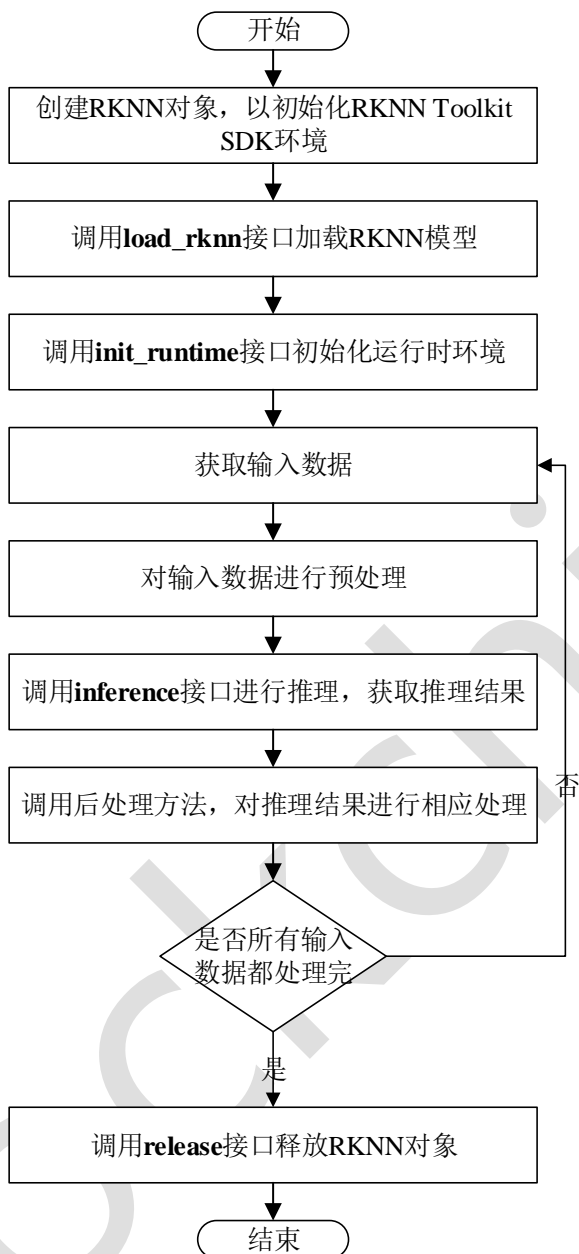 开始
创建RKNN对象，以初始化RKNN Toolkit
SDK环境
调用load_rknn接口加载RKNN模型
调用init_runtime接口初始化运行时环境
获取输入数据
对输入数据进行预处理
调用inference接口进行推理，获取推理结果
调用后处理方法，对推理结果进行相应处理
否
是否所有输入
数据都处理完
是
调用release接口释放RKNN对象
结束